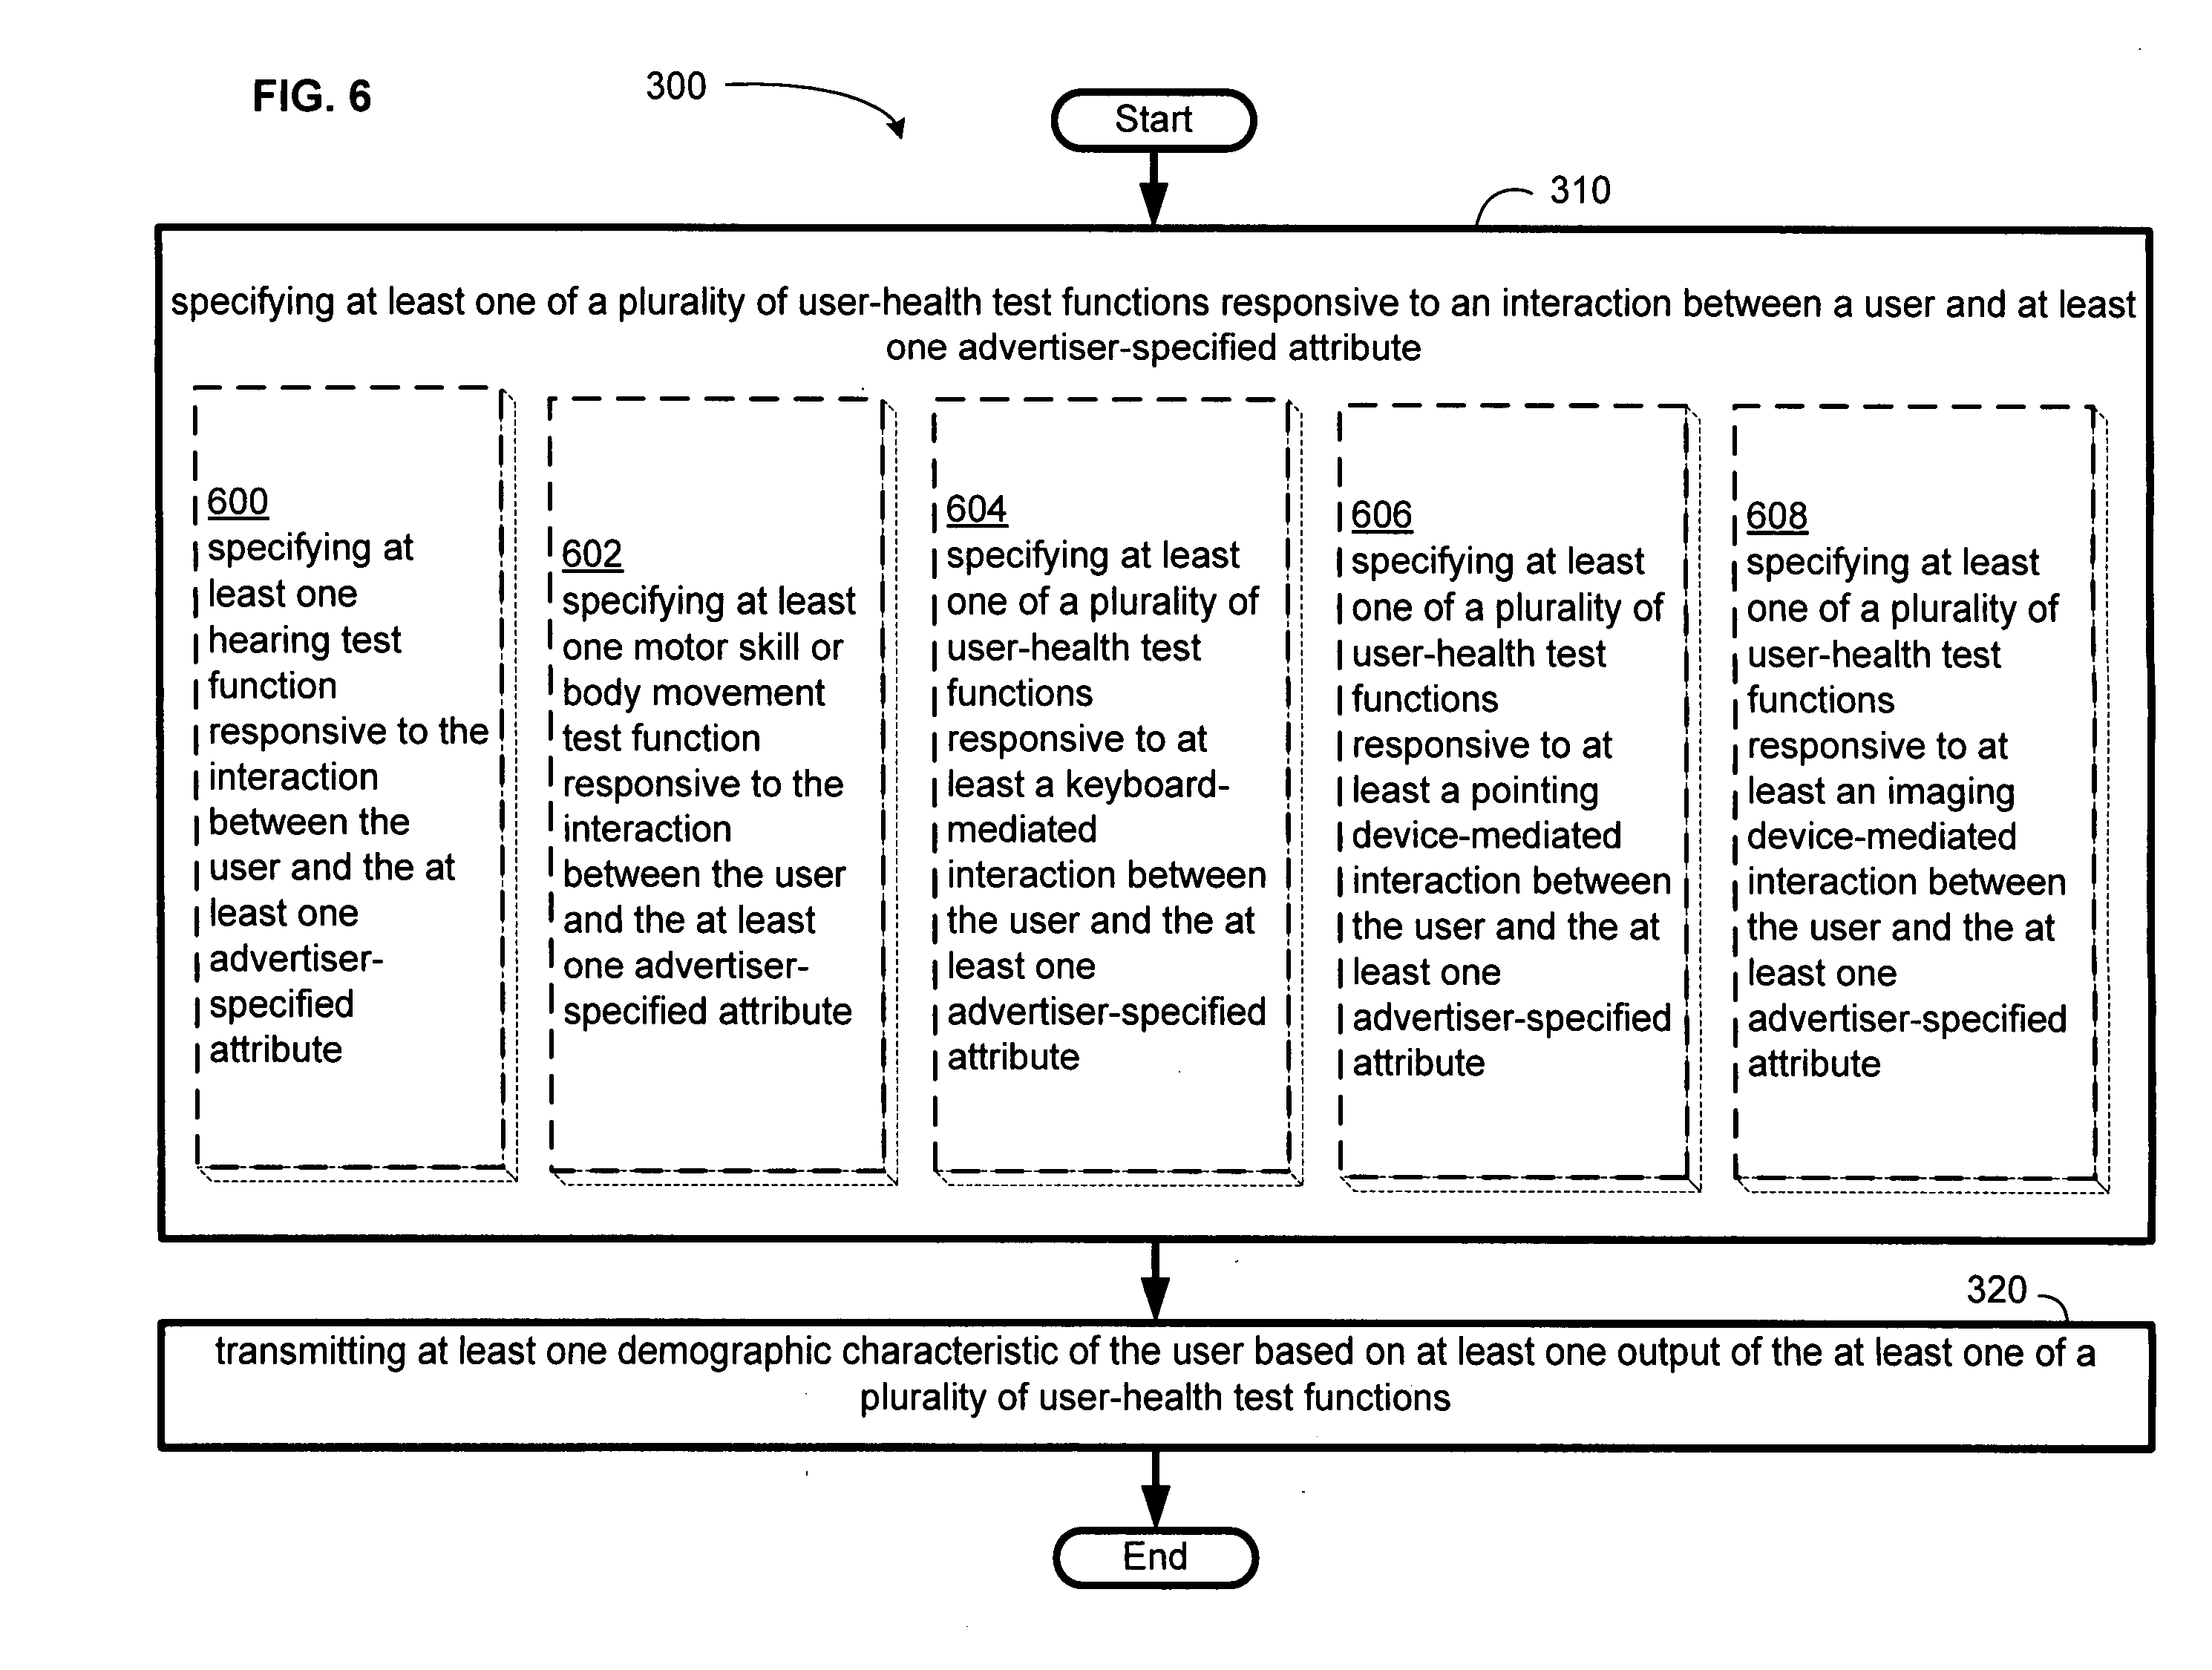 FIG. 6
300
Start
310
specifying at least one of a plurality of user-health test functions responsive to an interaction between a user and at least
one advertiser-specified attribute
600
specifying at
least one
hearing test
function
responsive to the
interaction
between the
user and the at
least one
advertiser-
specified
attribute
602
specifying at least
one motor skill or
body movement
test function
responsive to the
interaction
between the user
and the at least
one advertiser-
specified attribute
604
specifying at least
one of a plurality of
user-health test
functions
responsive to at
least a keyboard-
mediated
interaction between
the user and the at
least one
advertiser-specified
attribute
606
specifying at least
one of a plurality of
user-health test
functions
responsive to at
least a pointing
device-mediated
interaction between
the user and the at
least one
advertiser-specified
attribute
608
specifying at least
one of a plurality of
user-health test
functions
responsive to at
least an imaging
device-mediated
interaction between
the user and the at
least one
advertiser-specified
attribute
320
transmitting at least one demographic characteristic of the user based on at least one output of the at least one of a
plurality of user-health test functions
End